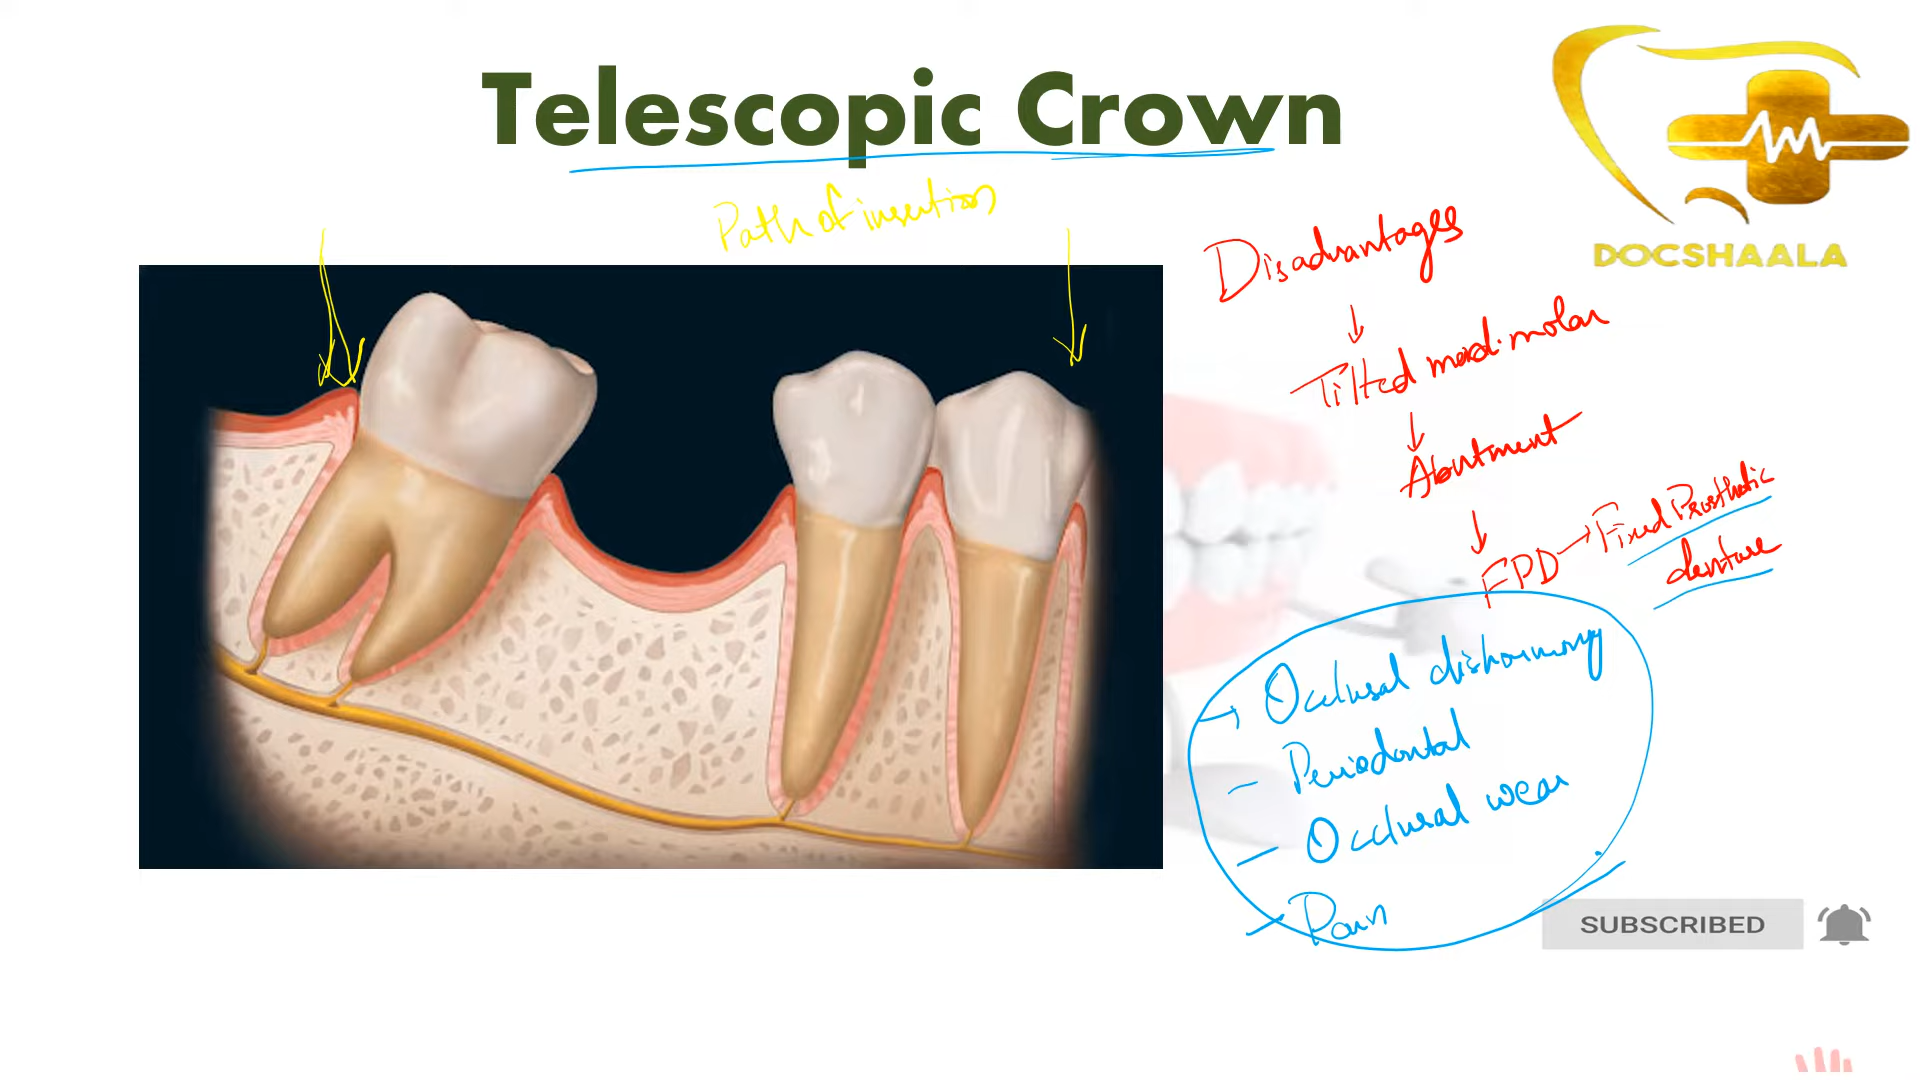 Telescopic Crown
DOCSHAALA
Path of insertion
Disadvantages
↓
Tilted mand. molar
↓
Abutment
↓
FPD → Fixed Prosthetic
denture
→ Occlusal disharmony
- Periodontal
- Occlusal wear
- Pain
SUBSCRIBED